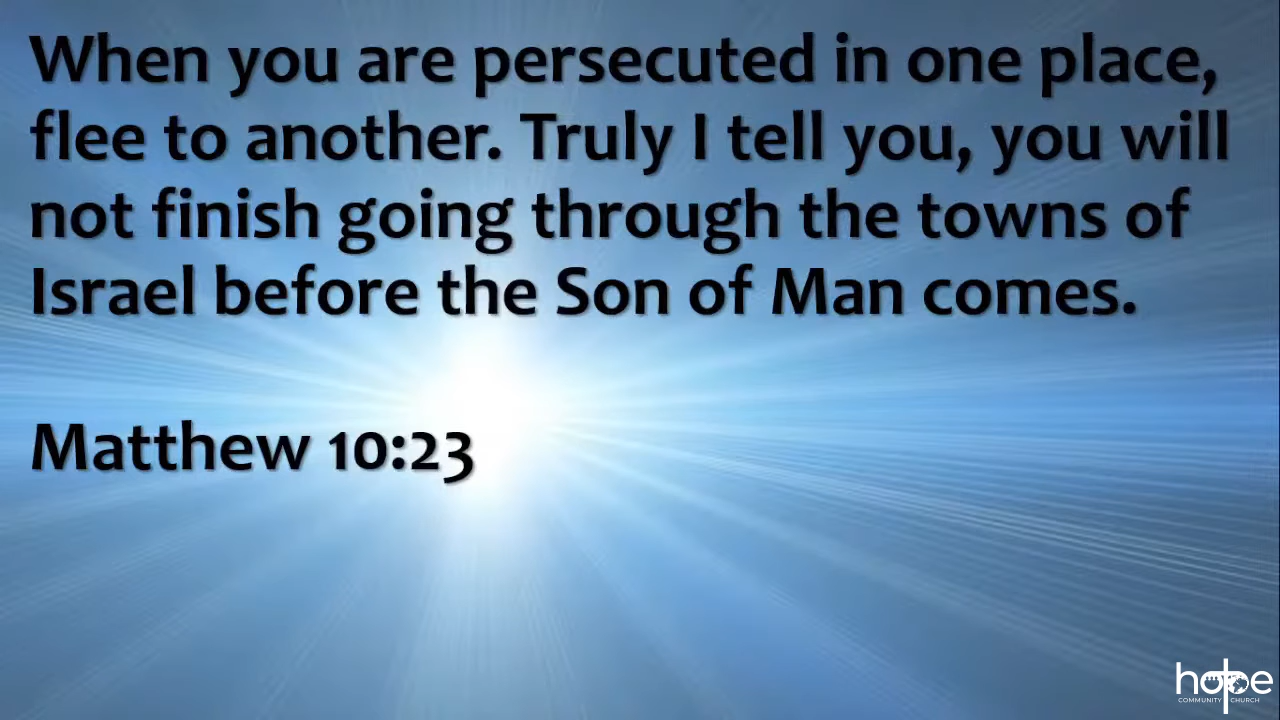 When you are persecuted in one place,
flee to another. Truly I tell you, you will
not finish going through the towns of
Israel before the Son of Man comes.
Matthew 10:23
hope
COMMUNITY CHURCH